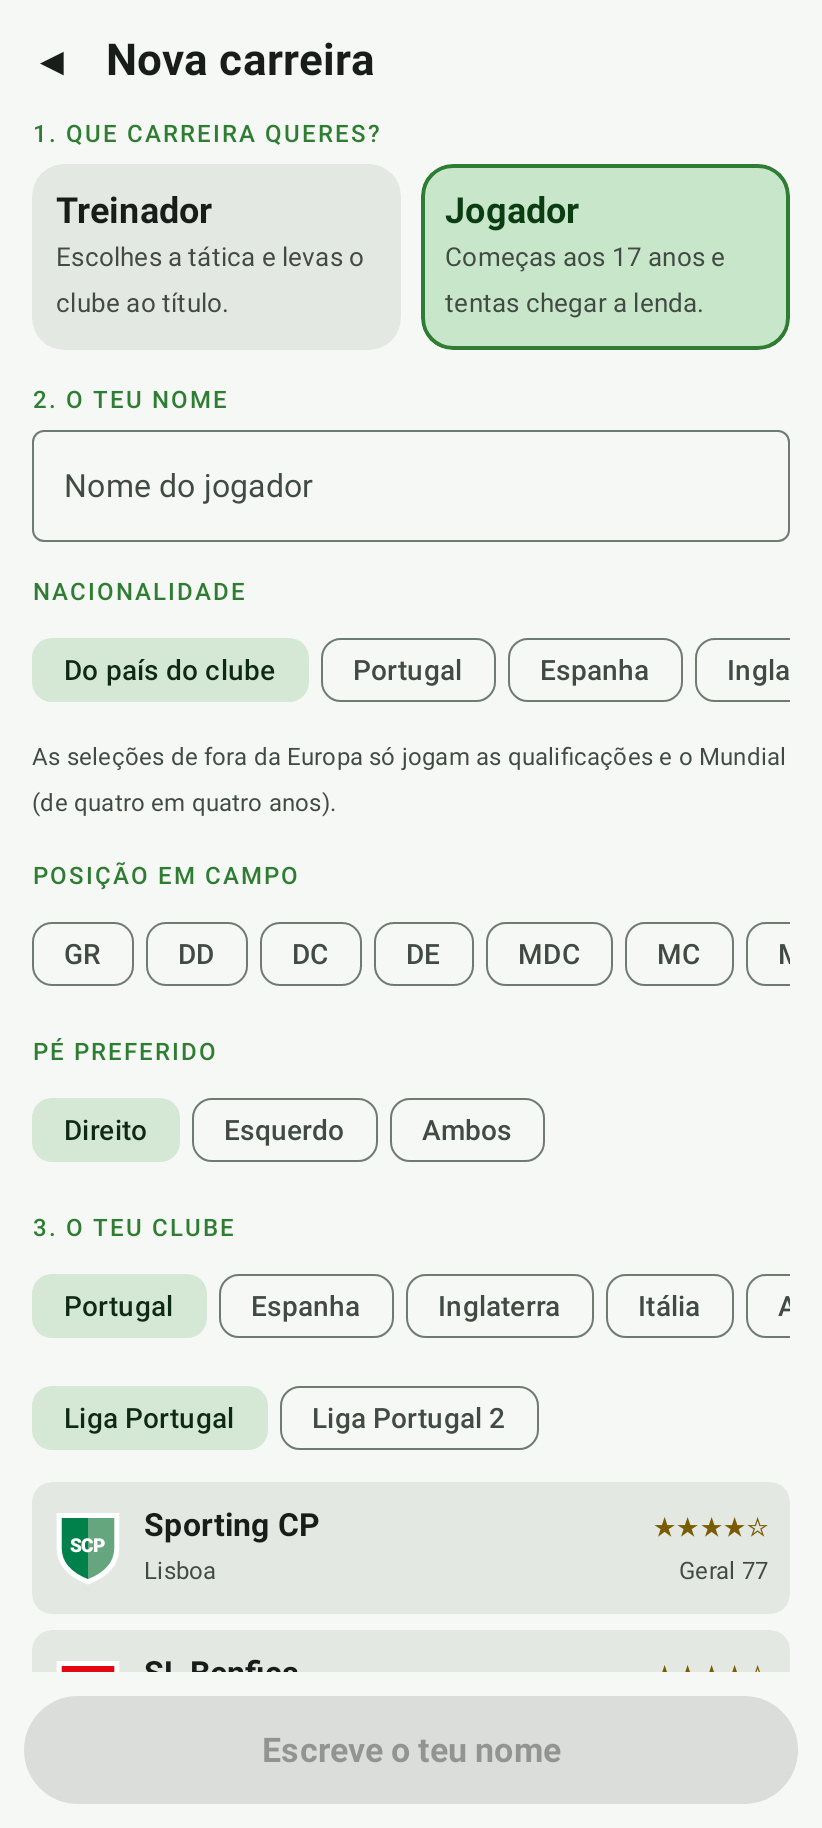 ◀ Nova carreira
1. QUE CARREIRA QUERES?
Treinador
Escolhes a tática e levas o
clube ao título.
Jogador
Começas aos 17 anos e
tentas chegar a lenda.
2. O TEU NOME
Nome do jogador
NACIONALIDADE
Do país do clube
Portugal
Espanha
Ingla
As seleções de fora da Europa só jogam as qualificações e o Mundial
(de quatro em quatro anos).
POSIÇÃO EM CAMPO
GR
DD
DC
DE
MDC
MC
PÉ PREFERIDO
Direito
Esquerdo
Ambos
3. O TEU CLUBE
Portugal
Espanha
Inglaterra
Itália
Liga Portugal
Liga Portugal 2
SCP
Sporting CP
★★★★☆
Lisboa
Geral 77
SL Benfica
Escreve o teu nome